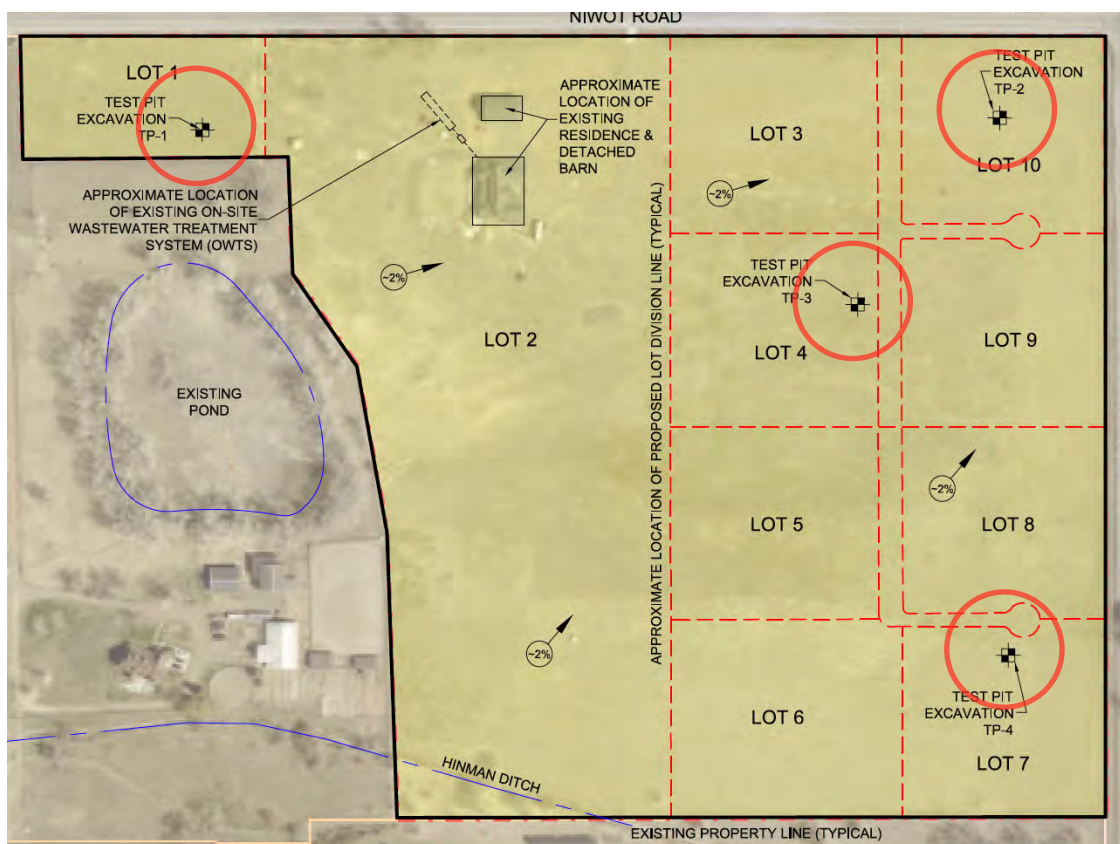 NIWOT ROAD
LOT 1
TEST PIT
EXCAVATION
TP-1
APPROXIMATE
LOCATION OF
EXISTING
RESIDENCE &
DETACHED
BARN
LOT 3
TEST PIT
EXCAVATION
TP-2
LOT 10
APPROXIMATE LOCATION
OF EXISTING ON-SITE
WASTEWATER TREATMENT
SYSTEM (OWTS)
~2%
~2%
TEST PIT
EXCAVATION
TP-3
LOT 2
LOT 4
LOT 9
EXISTING
POND
APPROXIMATE LOCATION OF PROPOSED LOT DIVISION LINE (TYPICAL)
~2%
LOT 5
LOT 8
~2%
LOT 6
TEST PIT
EXCAVATION
TP-4
LOT 7
HINMAN DITCH
EXISTING PROPERTY LINE (TYPICAL)